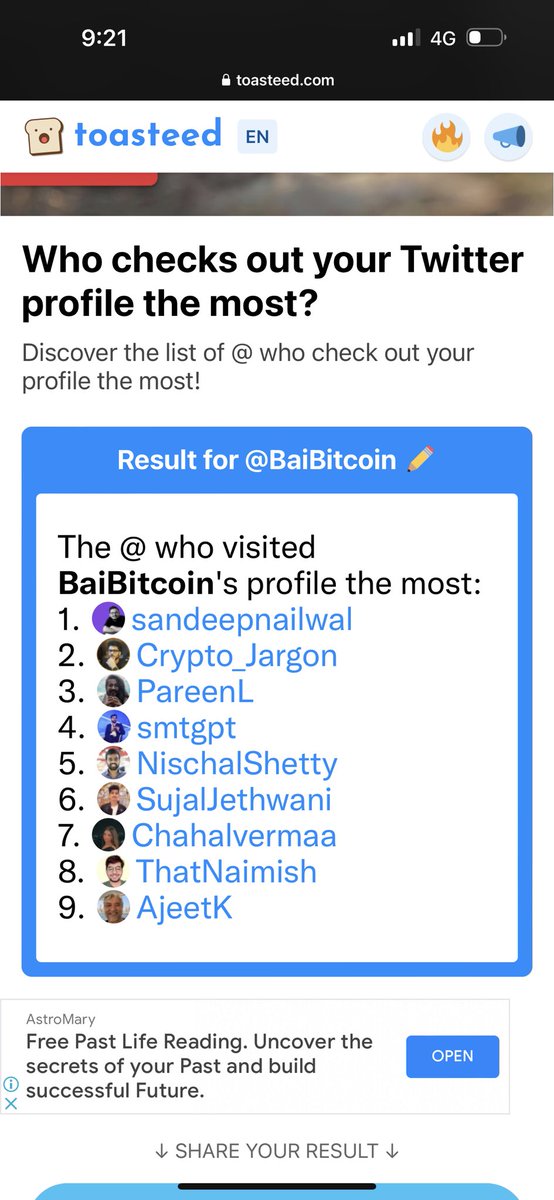 9:21
4G
toasteed.com
toasteed EN
Who checks out your Twitter
profile the most?
Discover the list of @ who check out your
profile the most!
Result for @BaiBitcoin
The @ who visited
BaiBitcoin's profile the most:
1. sandeepnailwal
2. Crypto_Jargon
3. PareenL
4. smtgpt
5. NischalShetty
6. SujalJethwani
7. Chahalvermaa
8. ThatNaimish
9. AjeetK
AstroMary
Free Past Life Reading. Uncover the
secrets of your Past and build
successful Future.
OPEN
↓ SHARE YOUR RESULT ↓